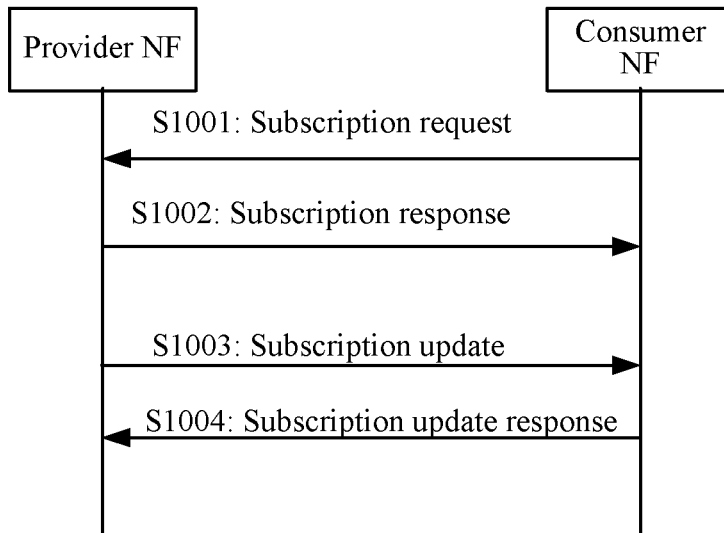 Provider NF
Consumer
NF
S1001: Subscription request
S1002: Subscription response
S1003: Subscription update
S1004: Subscription update response